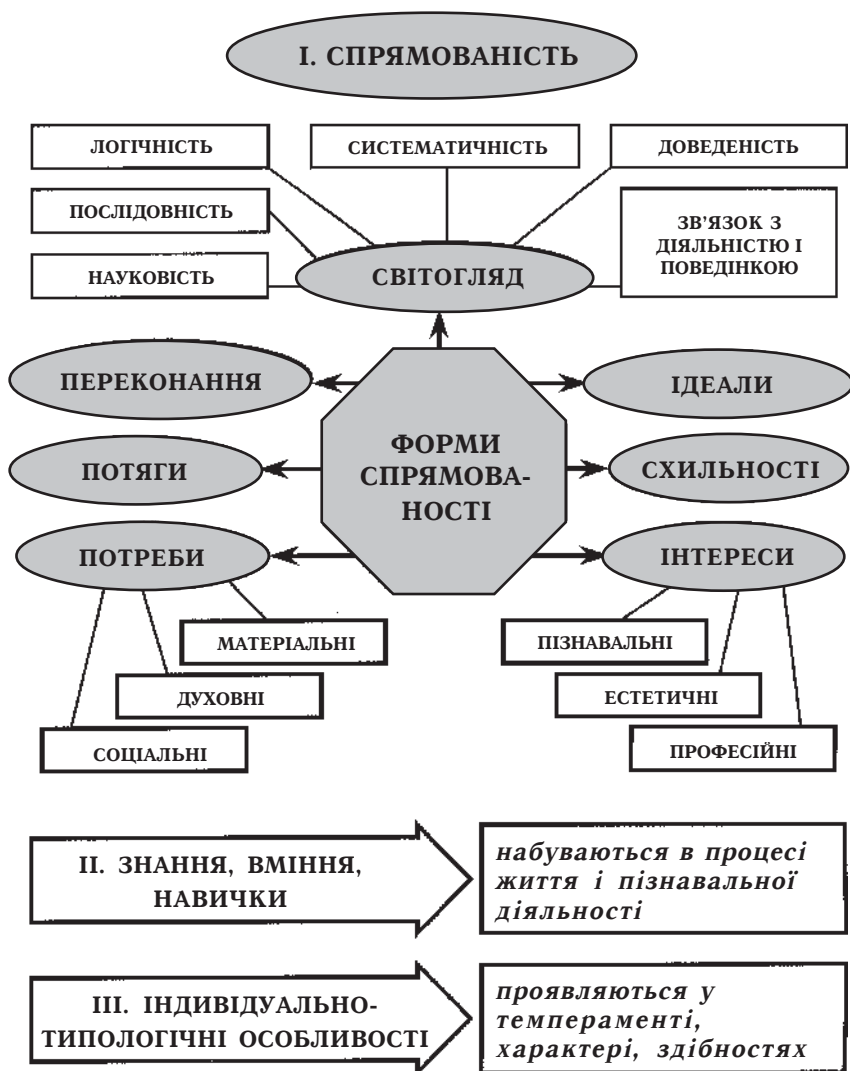 І. СПРЯМОВАНІСТЬ
ЛОГІЧНІСТЬ
СИСТЕМАТИЧНІСТЬ
ДОВЕДЕНІСТЬ
ПОСЛІДОВНІСТЬ
НАУКОВІСТЬ
СВІТОГЛЯД
ЗВ'ЯЗОК З
ДІЯЛЬНІСТЮ І
ПОВЕДІНКОЮ
ПЕРЕКОНАННЯ
ІДЕАЛИ
ФОРМИ
СПРЯМОВА-
НОСТІ
ПОТЯГИ
СХИЛЬНОСТІ
ПОТРЕБИ
ІНТЕРЕСИ
МАТЕРІАЛЬНІ
ДУХОВНІ
СОЦІАЛЬНІ
ПІЗНАВАЛЬНІ
ЕСТЕТИЧНІ
ПРОФЕСІЙНІ
ІІ. ЗНАННЯ, ВМІННЯ,
НАВИЧКИ
набуваються в процесі
життя і пізнавальної
діяльності
ІІІ. ІНДИВІДУАЛЬНО-
ТИПОЛОГІЧНІ ОСОБЛИВОСТІ
проявляються у
темпераменті,
характері, здібностях